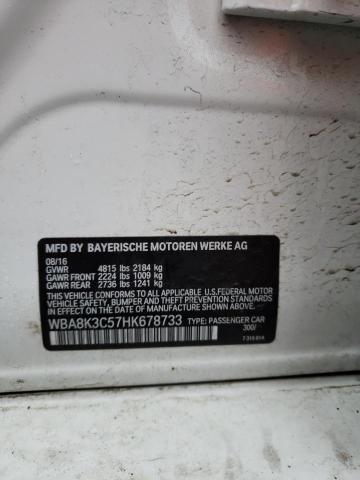 MFD BY BAYERISCHE MOTOREN WERKE AG
08/16
GVWR 4815 lbs 2184 kg
GAWR FRONT 2224 lbs 1009 kg
GAWR REAR 2736 lbs 1241 kg
THIS VEHICLE CONFORMS TO ALL APPLICABLE U.S.FEDERAL MOTOR
VEHICLE SAFETY, BUMPER, AND THEFT PREVENTION STANDARDS
IN EFFECT ON THE DATE OF MANUFACTURE SHOWN ABOVE.
WBA8K3C57HK678733 TYPE: PASSENGER CAR
300/